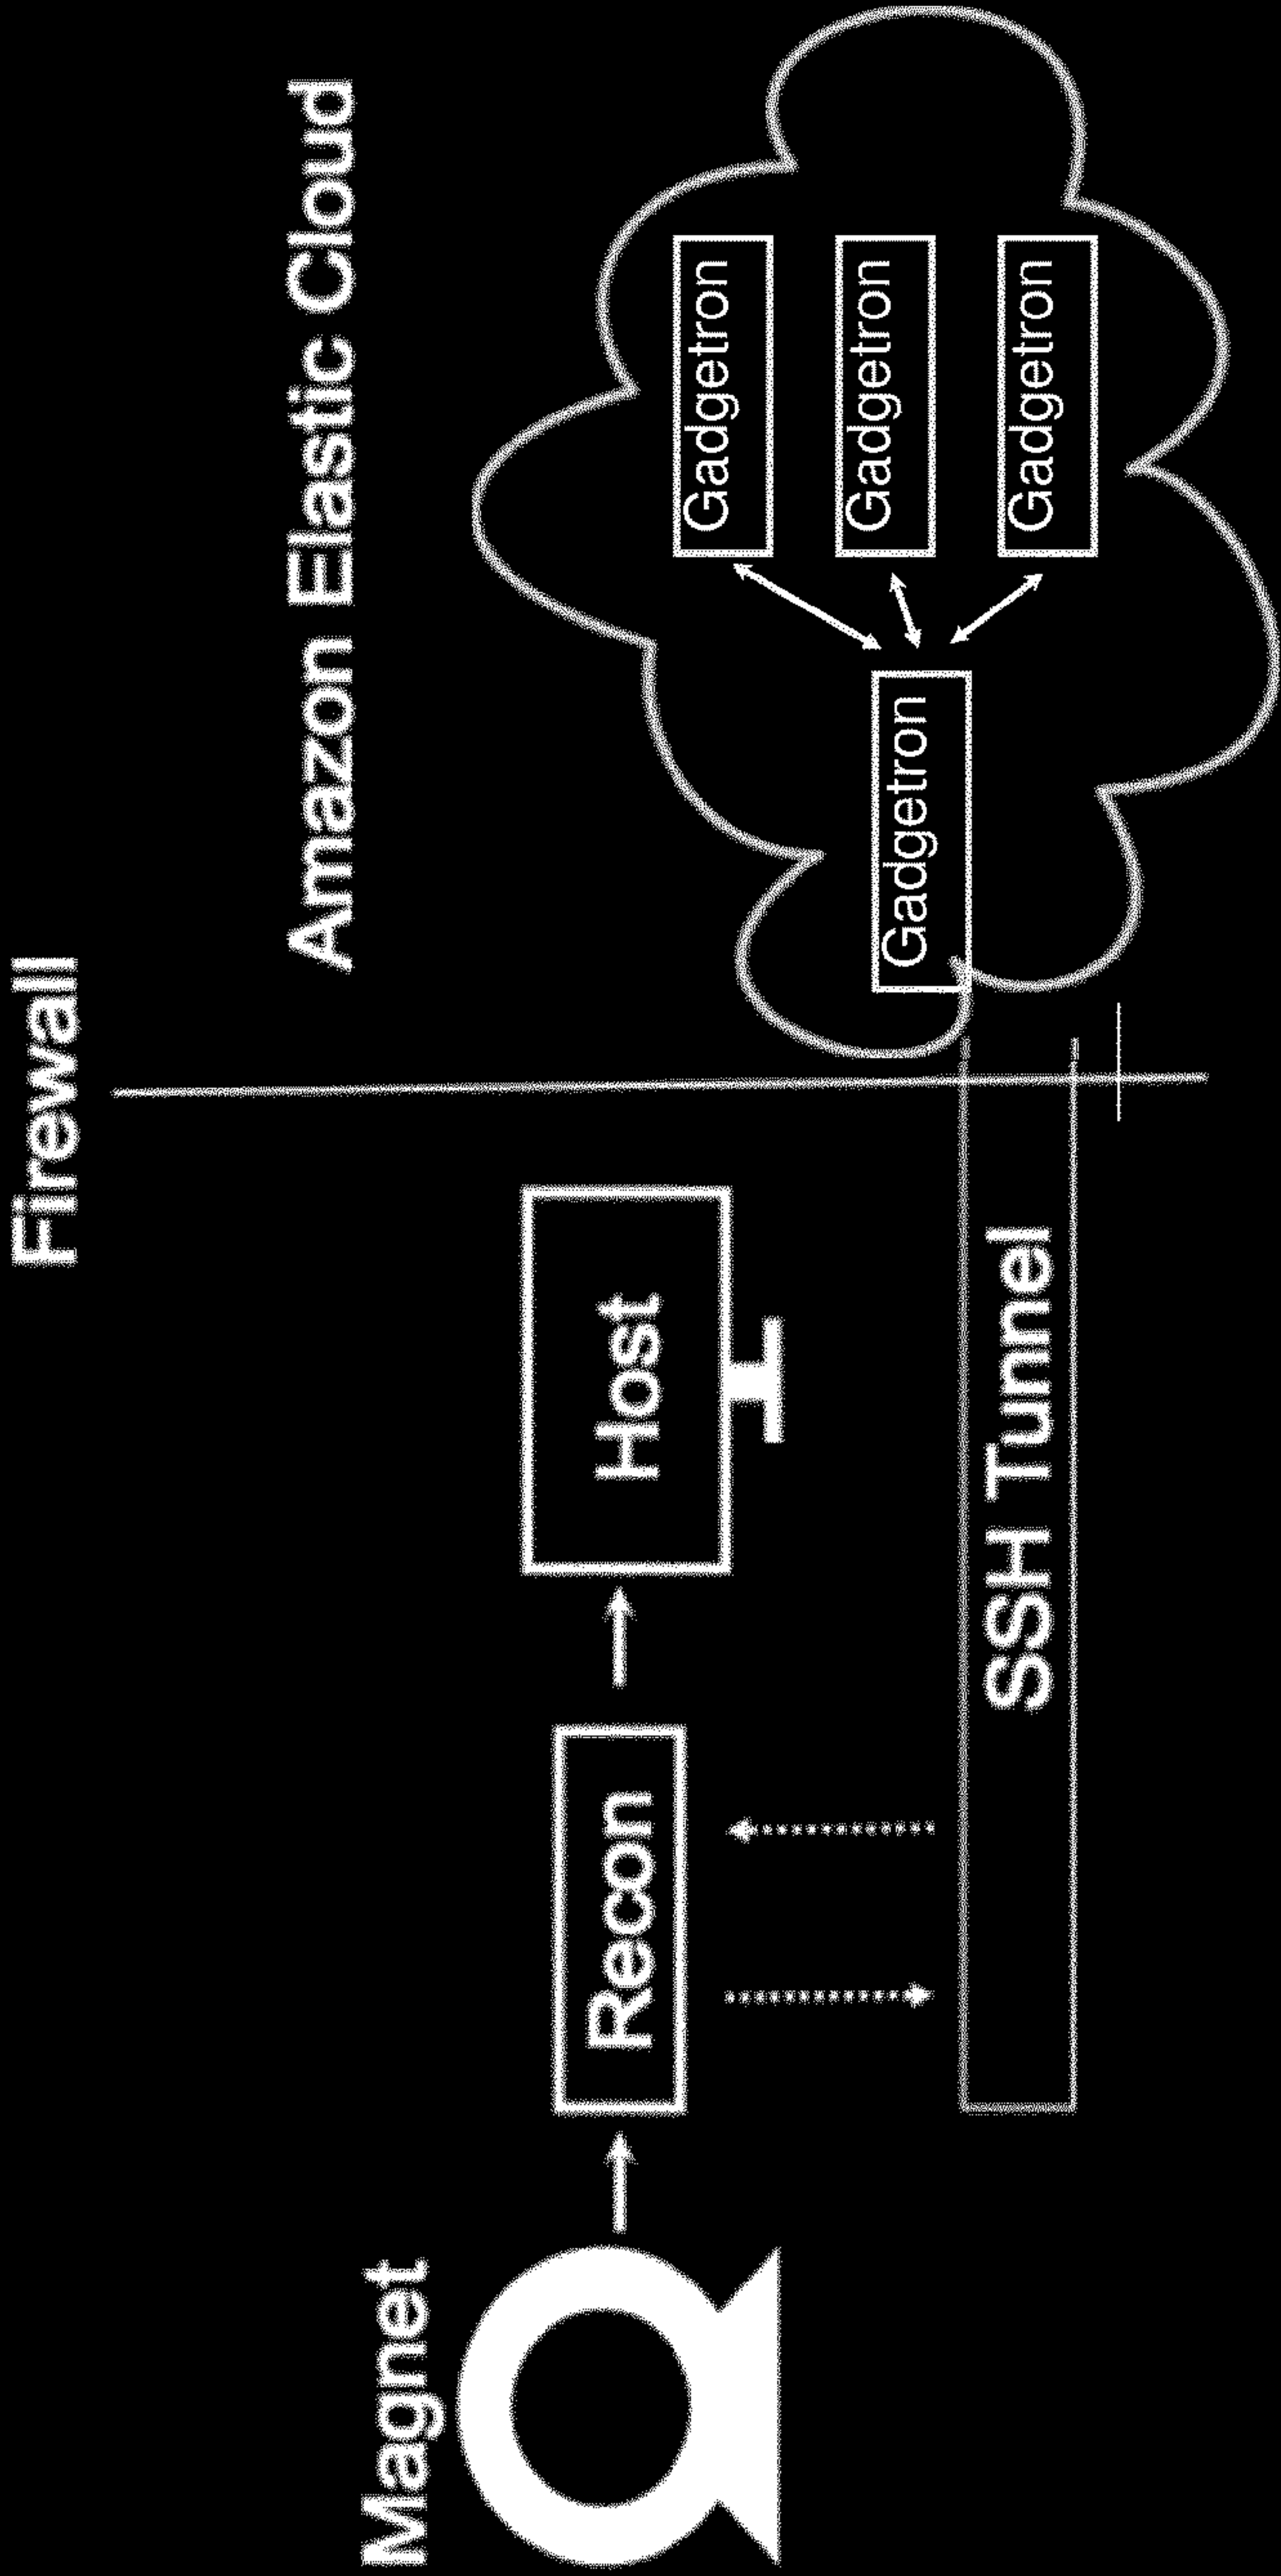 Firewall
Amazon Elastic Cloud
Magnet
Recon
Host
Gadgetron
Gadgetron
Gadgetron
Gadgetron
SSH Tunnel